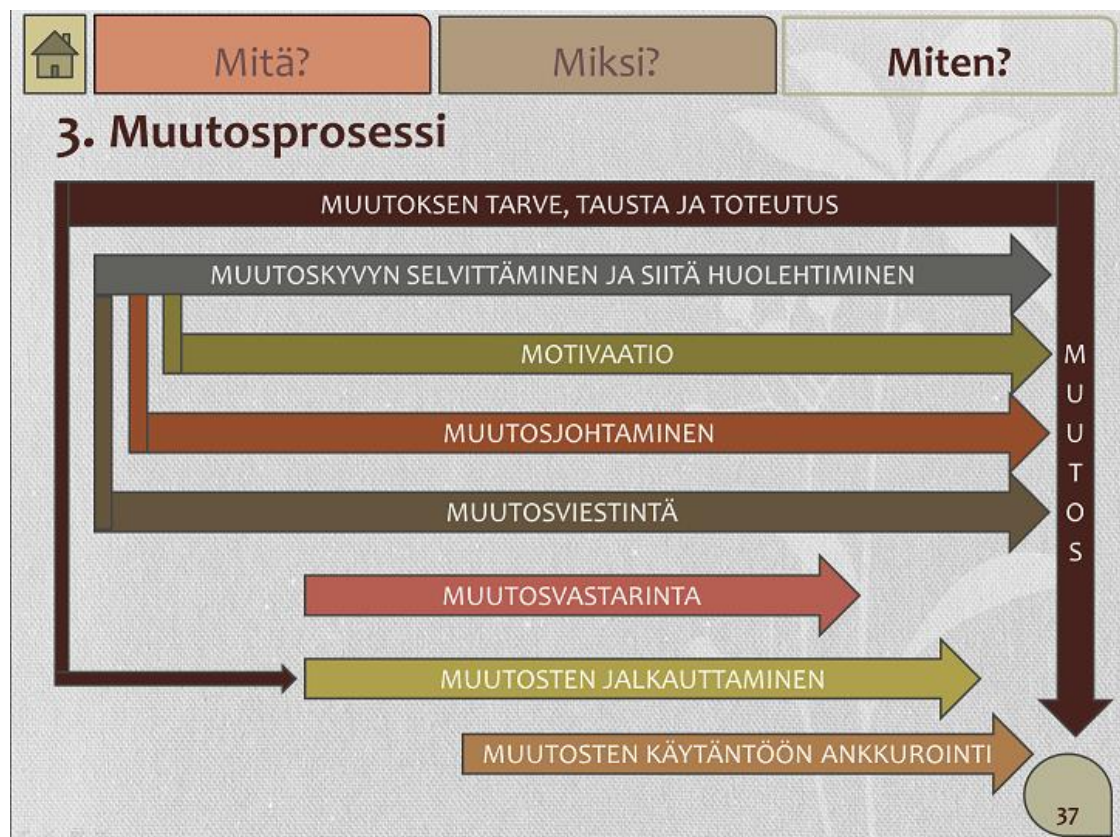 Mitä?
Miksi?
Miten?
3. Muutosprosessi
MUUTOKSEN TARVE, TAUSTA JA TOTEUTUS
MUUTOSKYVYN SELVITTÄMINEN JA SIITÄ HUOLEHTIMINEN
MOTIVAATIO
MUUTOSJOHTAMINEN
MUUTOSVIESTINTÄ
MUUTOSVASTARINTA
MUUTOSTEN JALKAUTTAMINEN
MUUTOSTEN KÄYTÄNTÖÖN ANKKUROINTI
MUUTOS
37